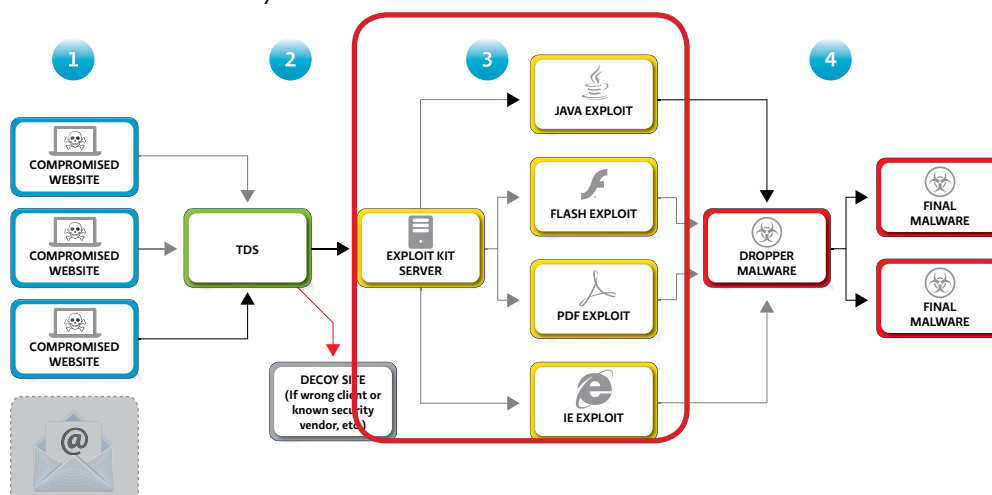 1
2
3
4
COMPROMISED
WEBSITE
COMPROMISED
WEBSITE
COMPROMISED
WEBSITE
@
TDS
DECOY SITE
(If wrong client or
known security
vendor, etc.)
EXPLOIT KIT
SERVER
JAVA EXPLOIT
FLASH EXPLOIT
PDF EXPLOIT
IE EXPLOIT
DROPPER
MALWARE
FINAL
MALWARE
FINAL
MALWARE